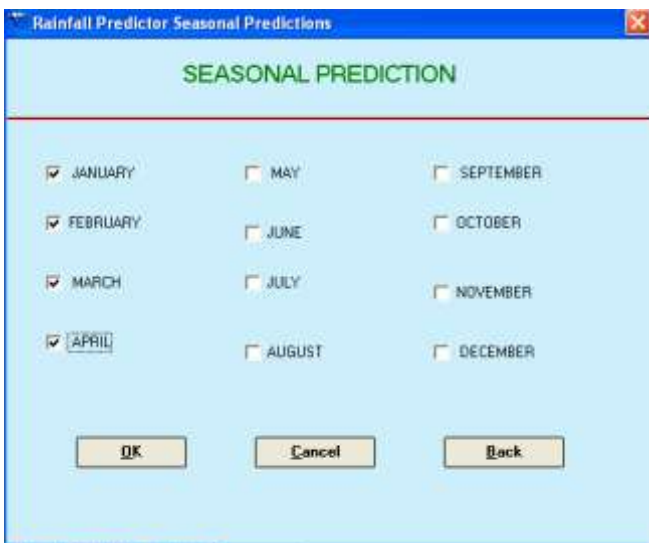 Rainfall Predictor Seasonal Predictions
SEASONAL PREDICTION
JANUARY MAY SEPTEMBER
FEBRUARY JUNE OCTOBER
MARCH JULY NOVEMBER
APRIL AUGUST DECEMBER
OK Cancel Back